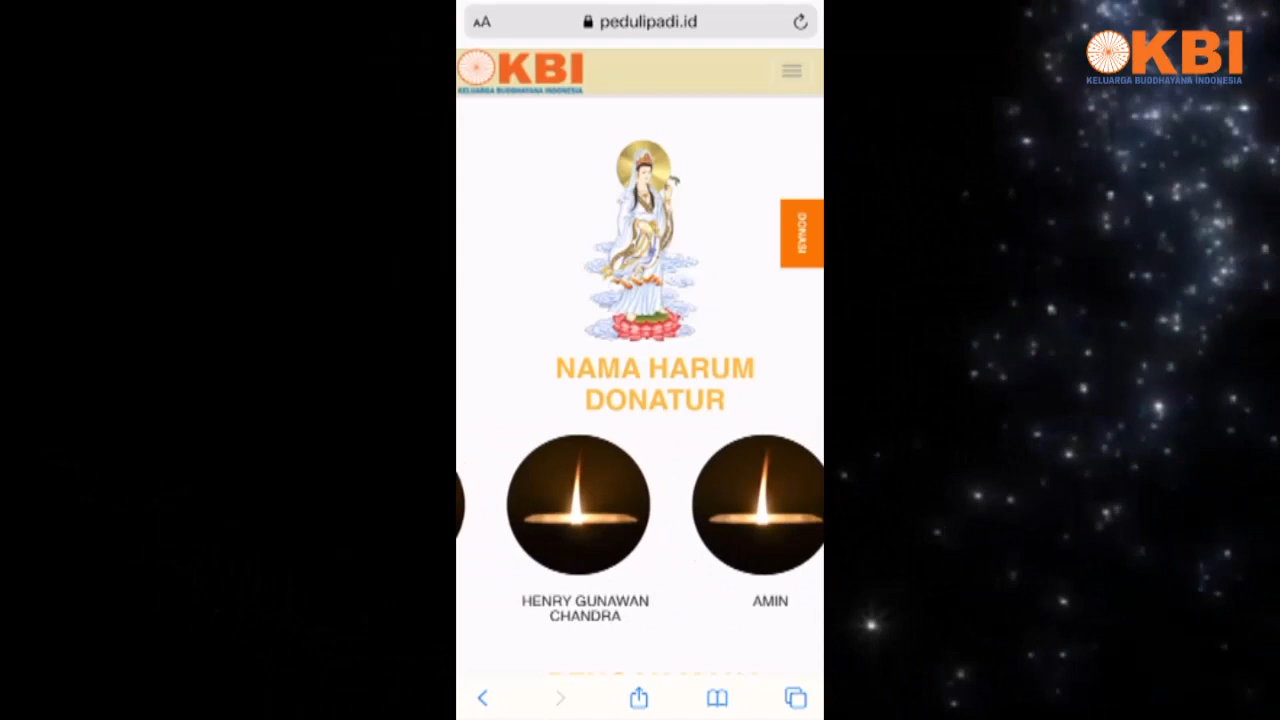 AA pedulipadi.id
KBI
KELUARGA BUDDHAYANA INDONESIA
KBI
KELUARGA BUDDHAYANA INDONESIA
DONASI
NAMA HARUM
DONATUR
HENRY GUNAWAN
CHANDRA
AMIN